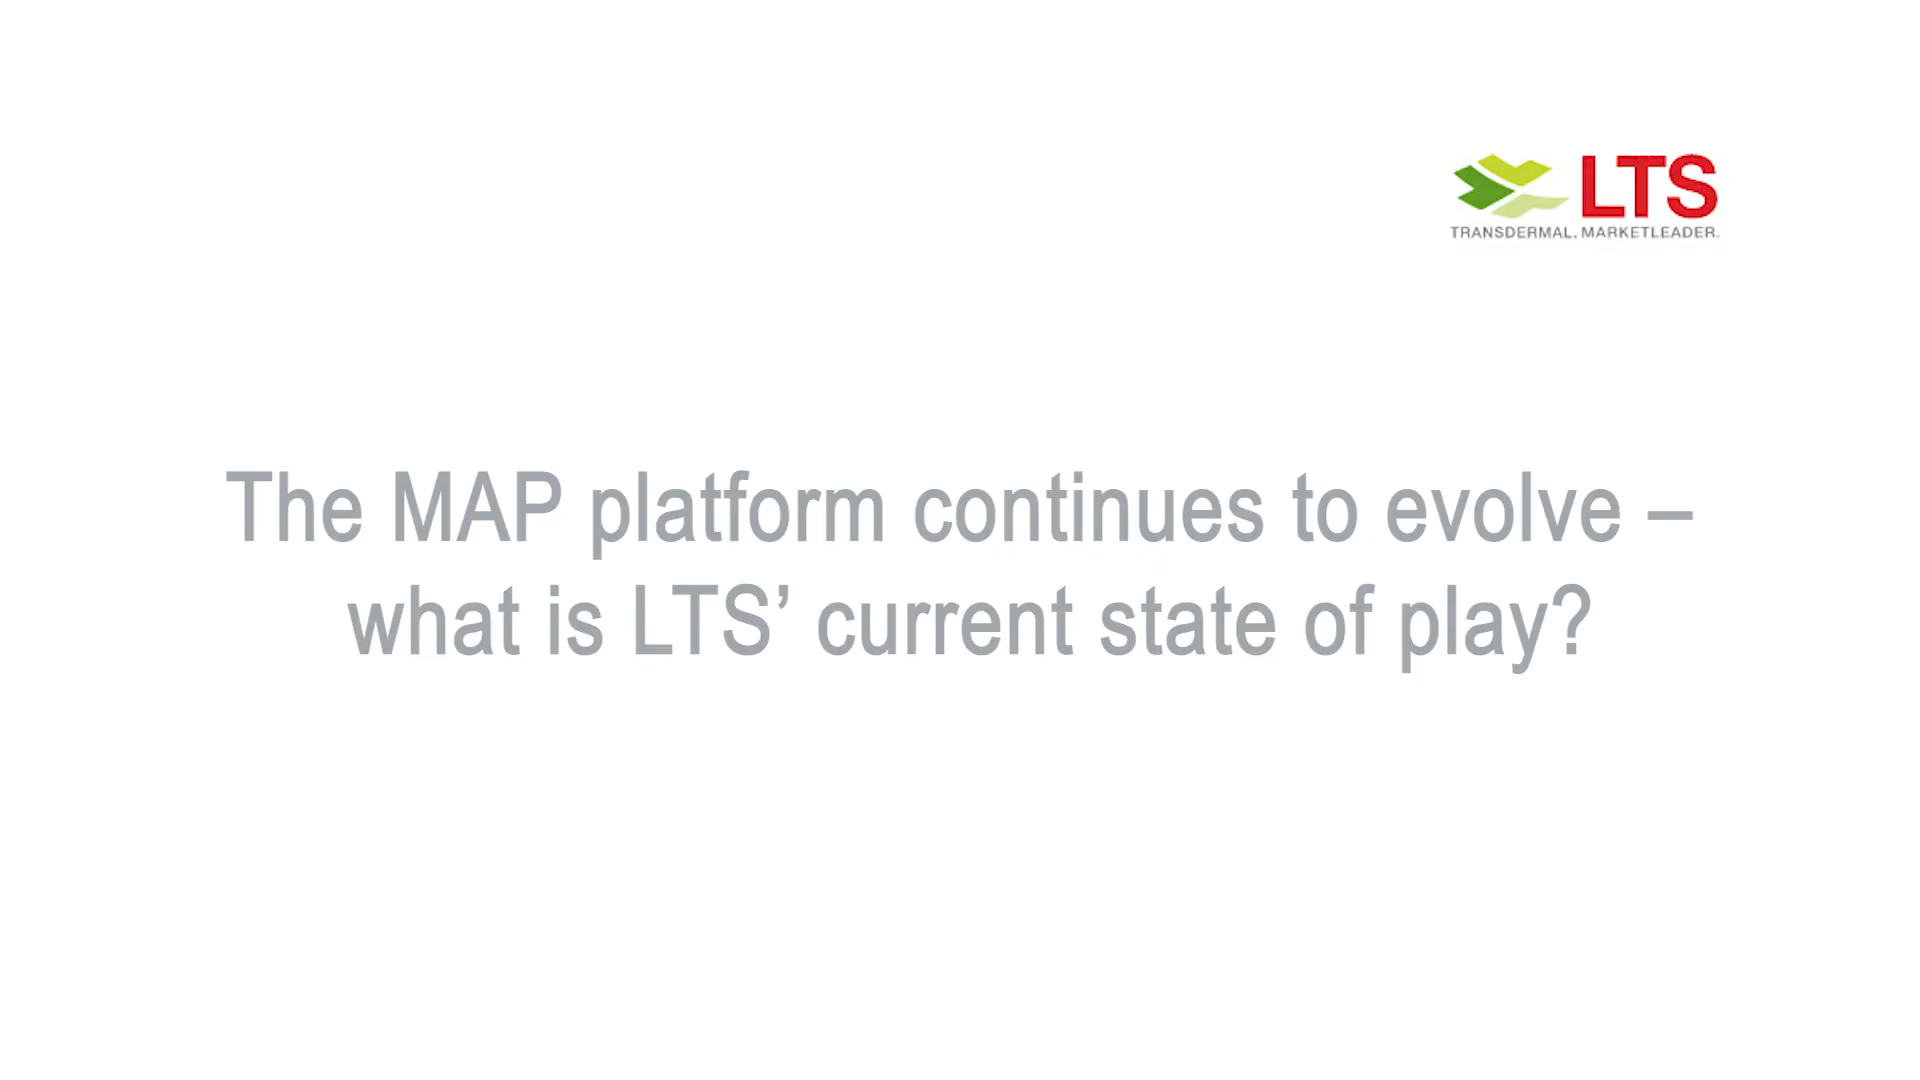 LTS
TRANSDERMAL. MARKETLEADER.
The MAP platform continues to evolve –
what is LTS’ current state of play?